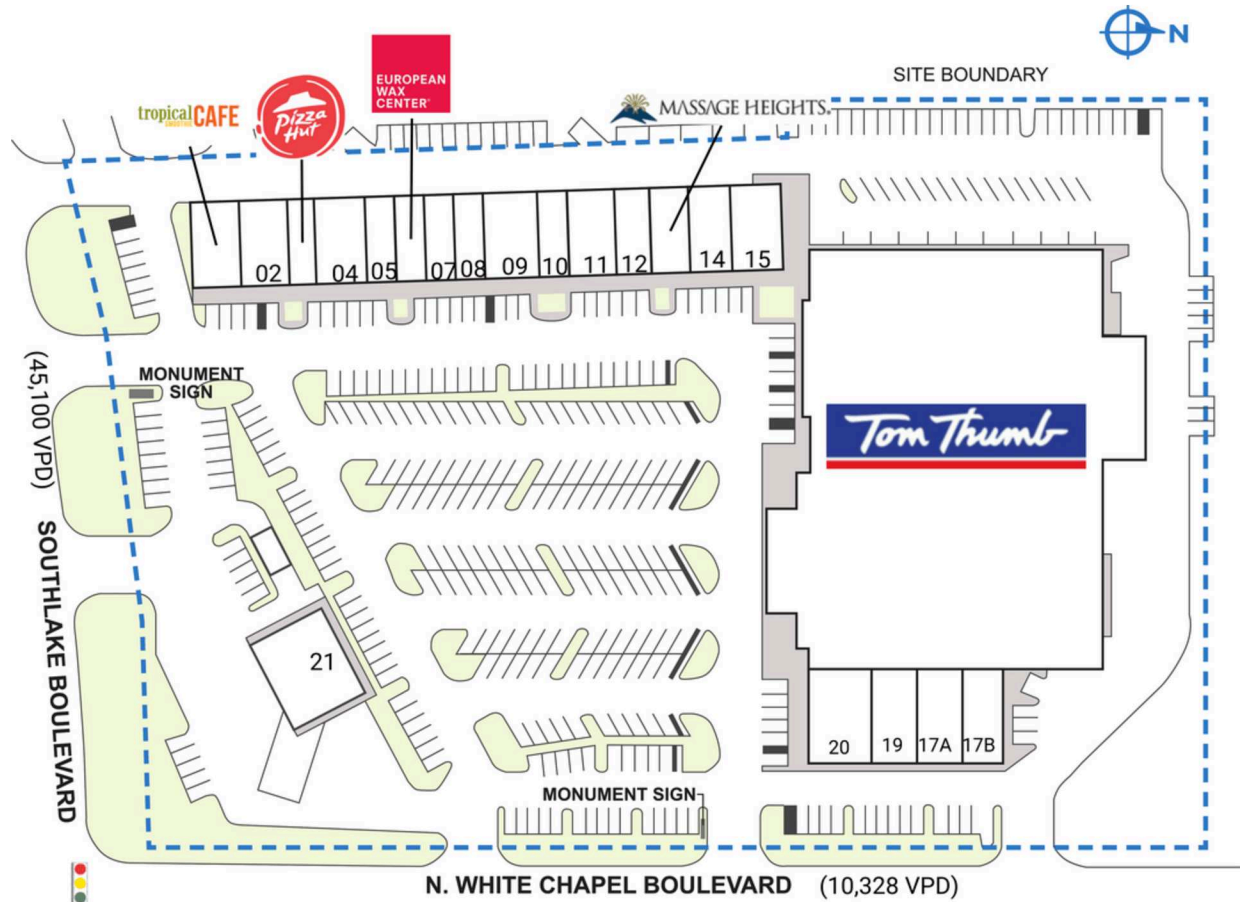 N
SITE BOUNDARY
EUROPEAN
WAX
CENTER
tropical CAFE
SMOOTHIE
Pizza
Hut
MASSAGE HEIGHTS.
02
04
05
07
08
09
10
11
12
14
15
MONUMENT
SIGN
(45,100 VPD)
SOUTHLAKE BOULEVARD
Tom Thumb
21
20
19
17A
17B
MONUMENT SIGN
N. WHITE CHAPEL BOULEVARD (10,328 VPD)